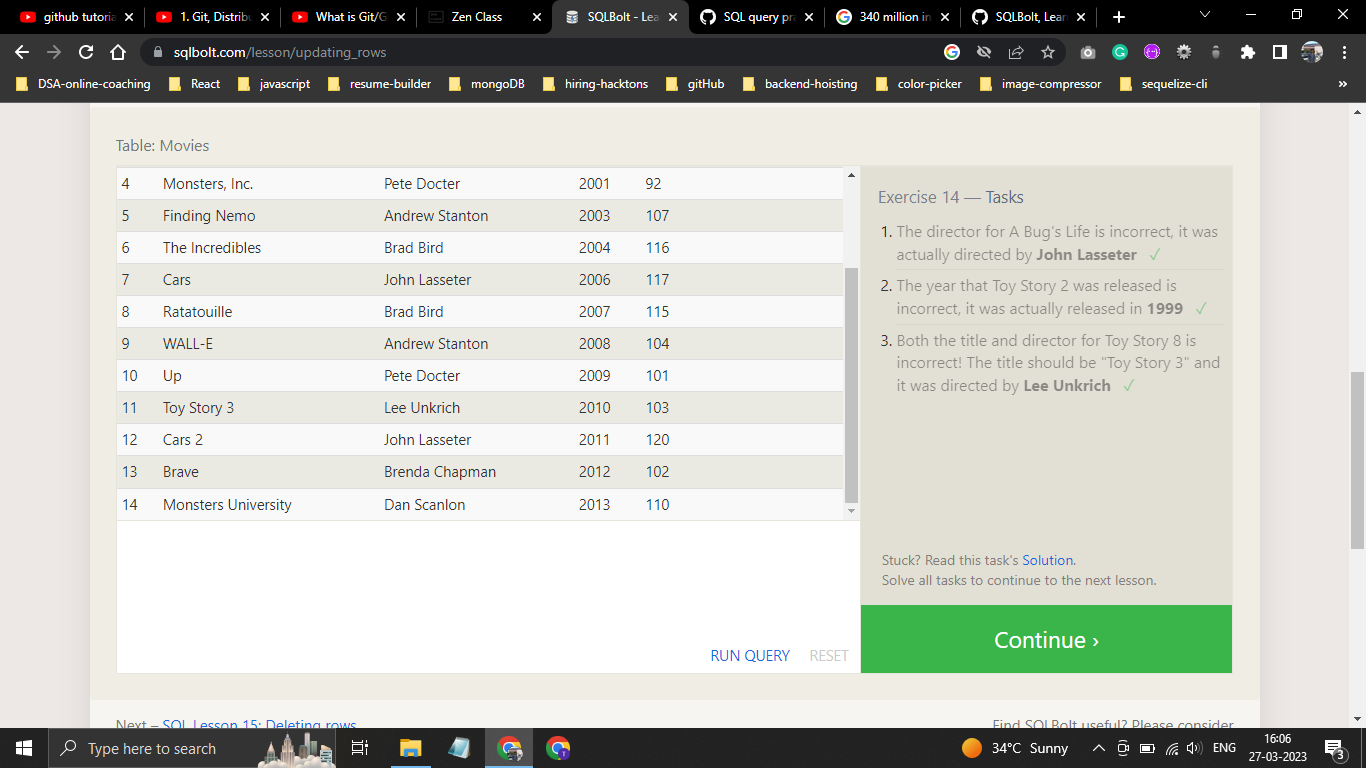 github tutoria
1. Git, Distribu
What is Git/G
Zen Class
SQLBolt - Lea
SQL query pra
340 million in
SQLBolt, Lear
sqlbolt.com/lesson/updating_rows
DSA-online-coaching
React
javascript
resume-builder
mongoDB
hiring-hacktons
gitHub
backend-hoisting
color-picker
image-compressor
sequelize-cli
»
Table: Movies
4 Monsters, Inc. Pete Docter 2001 92
5 Finding Nemo Andrew Stanton 2003 107
6 The Incredibles Brad Bird 2004 116
7 Cars John Lasseter 2006 117
8 Ratatouille Brad Bird 2007 115
9 WALL-E Andrew Stanton 2008 104
10 Up Pete Docter 2009 101
11 Toy Story 3 Lee Unkrich 2010 103
12 Cars 2 John Lasseter 2011 120
13 Brave Brenda Chapman 2012 102
14 Monsters University Dan Scanlon 2013 110
RUN QUERY RESET
Exercise 14 — Tasks
1. The director for A Bug's Life is incorrect, it was
actually directed by John Lasseter ✓
2. The year that Toy Story 2 was released is
incorrect, it was actually released in 1999 ✓
3. Both the title and director for Toy Story 8 is
incorrect! The title should be "Toy Story 3" and
it was directed by Lee Unkrich ✓
Stuck? Read this task's Solution.
Solve all tasks to continue to the next lesson.
Continue ›
Next – SQL Lesson 15: Deleting rows
Find SQLBolt useful? Please consider
Type here to search
34°C Sunny
ENG
16:06
27-03-2023
3